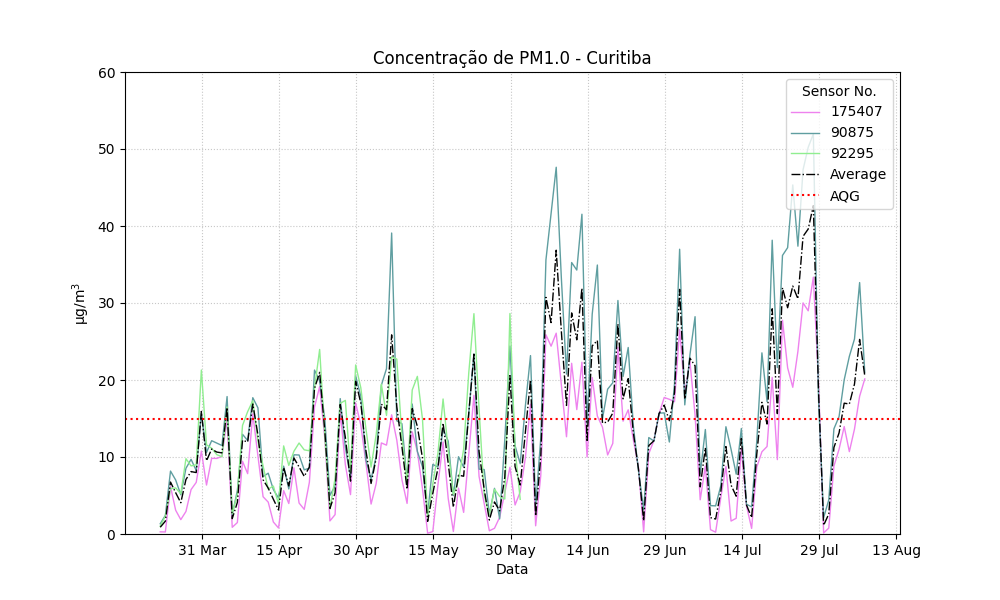 Concentração de PM1.0 - Curitiba
60
50
40
30
20
10
0
µg/m³
Sensor No.
175407
90875
92295
Average
AQG
31 Mar
15 Apr
30 Apr
15 May
30 May
14 Jun
29 Jun
14 Jul
29 Jul
13 Aug
Data